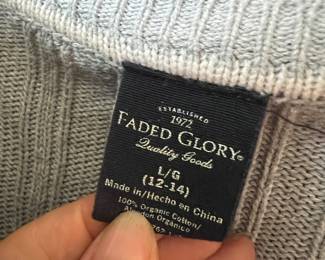 ESTABLISHED
1972
FADED GLORY®
Quality Goods
L/G
(12-14)
Made in/Hecho en China
100% Organic Cotton/
Algodon Organico